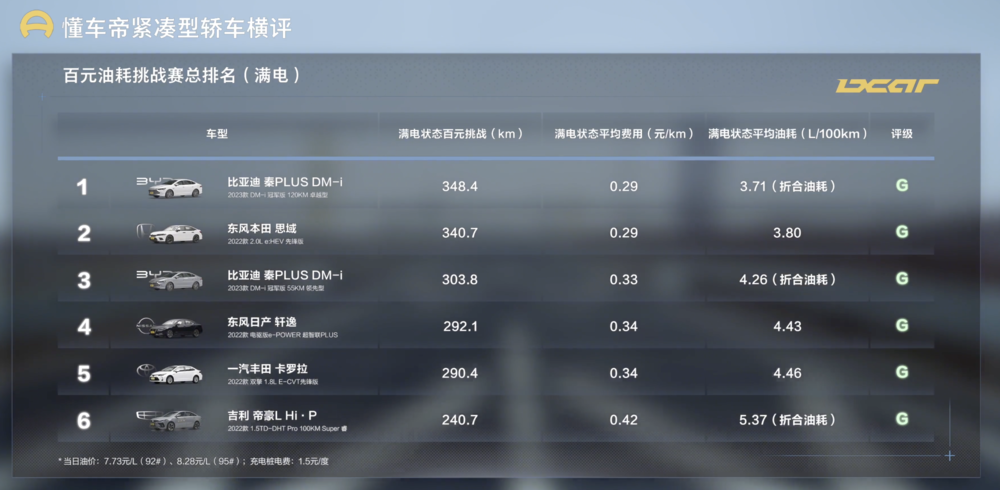 懂车帝紧凑型轿车横评
百元油耗挑战赛总排名（满电）
DCAR
车型 满电状态百元挑战（km） 满电状态平均费用（元/km） 满电状态平均油耗（L/100km） 评级
1 BYD 比亚迪 秦PLUS DM-i 348.4 0.29 3.71（折合油耗） G
2023款 DM-i 冠军版 120KM 卓越型
2 东风本田 思域 340.7 0.29 3.80 G
2022款 2.0L e:HEV 先锋版
3 BYD 比亚迪 秦PLUS DM-i 303.8 0.33 4.26（折合油耗） G
2023款 DM-i 冠军版 55KM 领先型
4 东风日产 轩逸 292.1 0.34 4.43 G
2022款 电驱版e-POWER 超智联PLUS
5 一汽丰田 卡罗拉 290.4 0.34 4.46 G
2022款 双擎 1.8L E-CVT先锋版
6 吉利 帝豪L Hi·P 240.7 0.42 5.37（折合油耗） G
2022款 1.5TD-DHT Pro 100KM Super
*当日油价：7.73元/L（92#）、8.28元/L（95#）；充电桩电费：1.5元/度